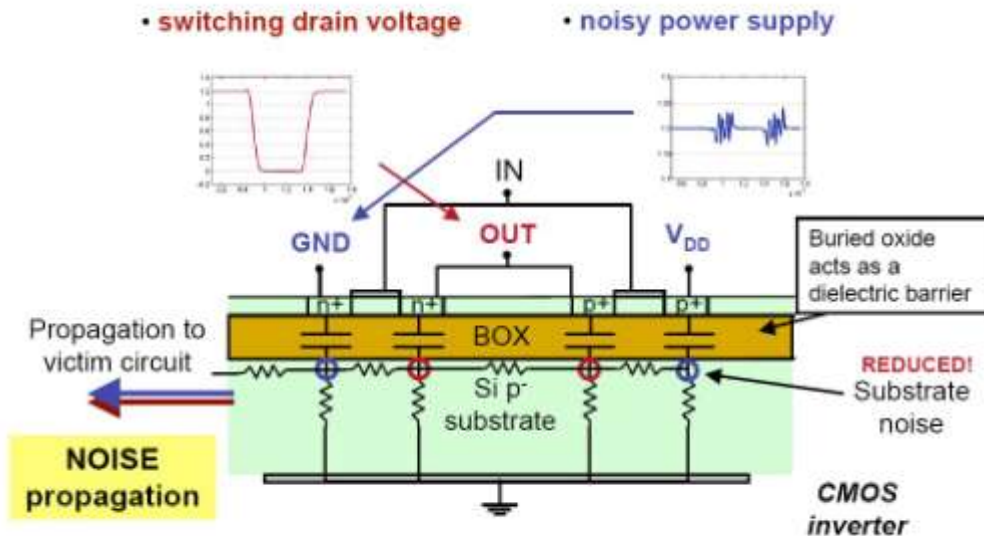 • switching drain voltage
• noisy power supply
IN
GND
OUT
V_DD
Buried oxide
acts as a
dielectric barrier
n+ n+ p+ p+
BOX
Propagation to
victim circuit
REDUCED!
Si p⁻
substrate
Substrate
noise
NOISE
propagation
CMOS
inverter